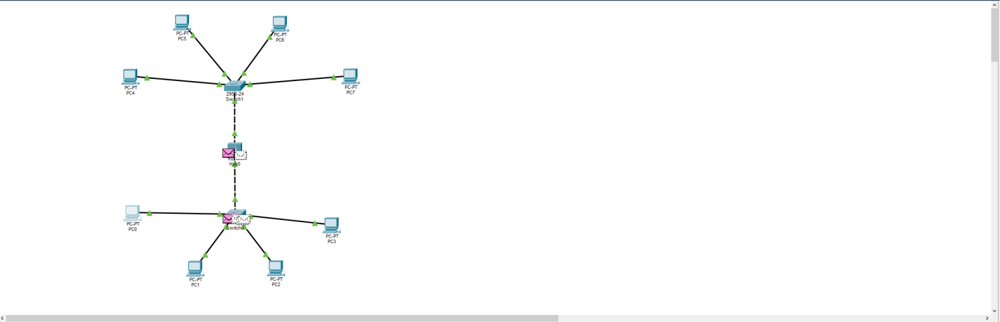 PC-PT
PC5
PC-PT
PC6
PC-PT
PC4
PC-PT
PC7
2950-24
Switch1
Hub0
PC-PT
PC0
Switch0
PC-PT
PC3
PC-PT
PC1
PC-PT
PC2